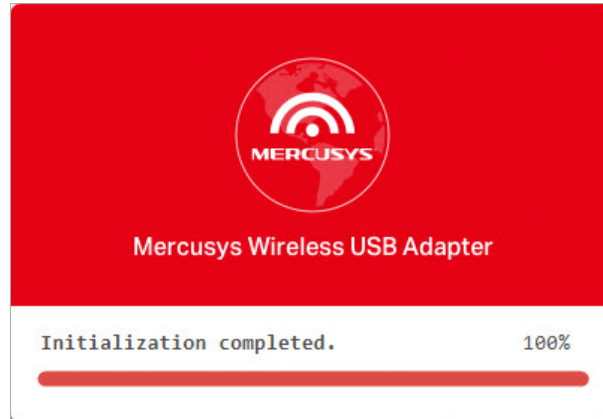 MERCUSYS
Mercusys Wireless USB Adapter
Initialization completed. 100%